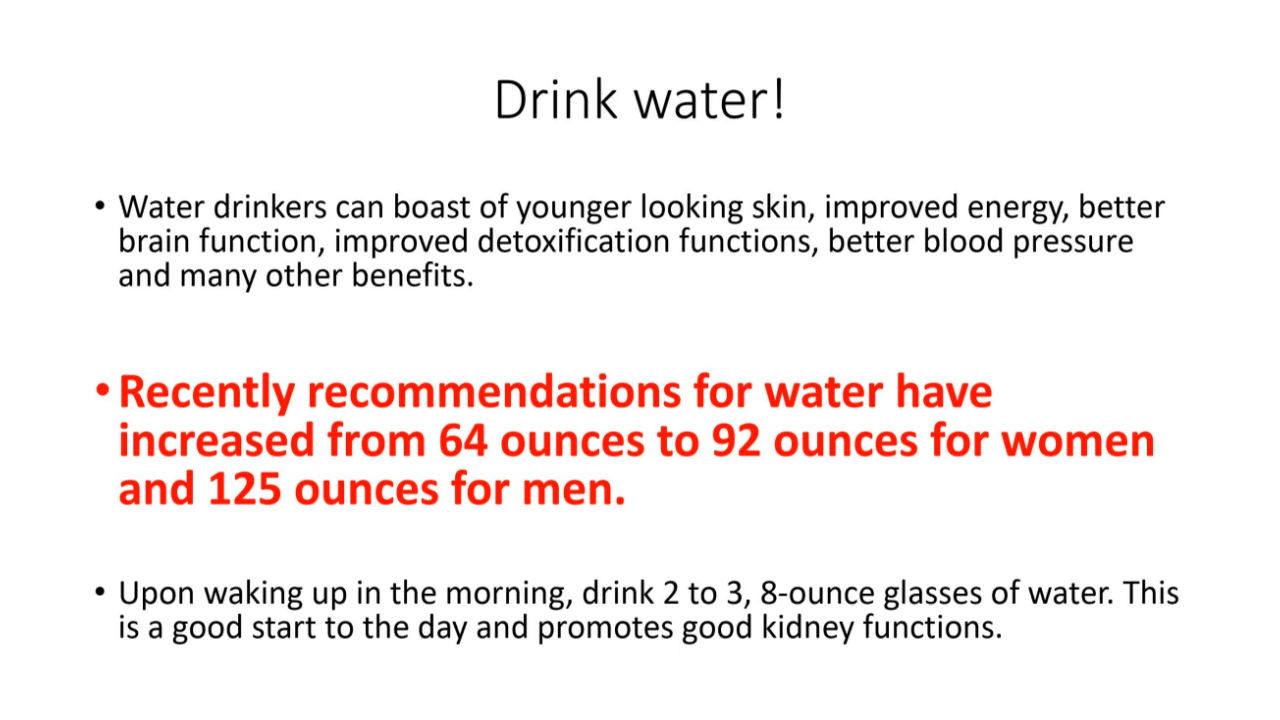 Drink water!
• Water drinkers can boast of younger looking skin, improved energy, better
brain function, improved detoxification functions, better blood pressure
and many other benefits.
• Recently recommendations for water have
increased from 64 ounces to 92 ounces for women
and 125 ounces for men.
• Upon waking up in the morning, drink 2 to 3, 8-ounce glasses of water. This
is a good start to the day and promotes good kidney functions.